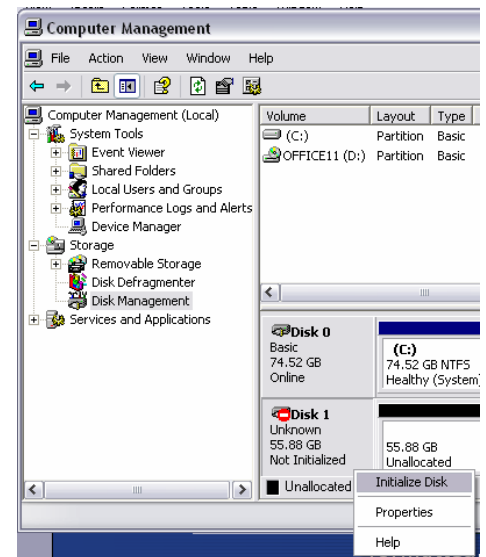 Computer Management
File Action View Window Help
Computer Management (Local)
System Tools
Event Viewer
Shared Folders
Local Users and Groups
Performance Logs and Alerts
Device Manager
Storage
Removable Storage
Disk Defragmenter
Disk Management
Services and Applications
Volume Layout Type
(C:) Partition Basic
OFFICE11 (D:) Partition Basic
Disk 0
Basic
74.52 GB
Online
(C:)
74.52 GB NTFS
Healthy (System)
Disk 1
Unknown
55.88 GB
Not Initialized
55.88 GB
Unallocated
Unallocated
Initialize Disk
Properties
Help